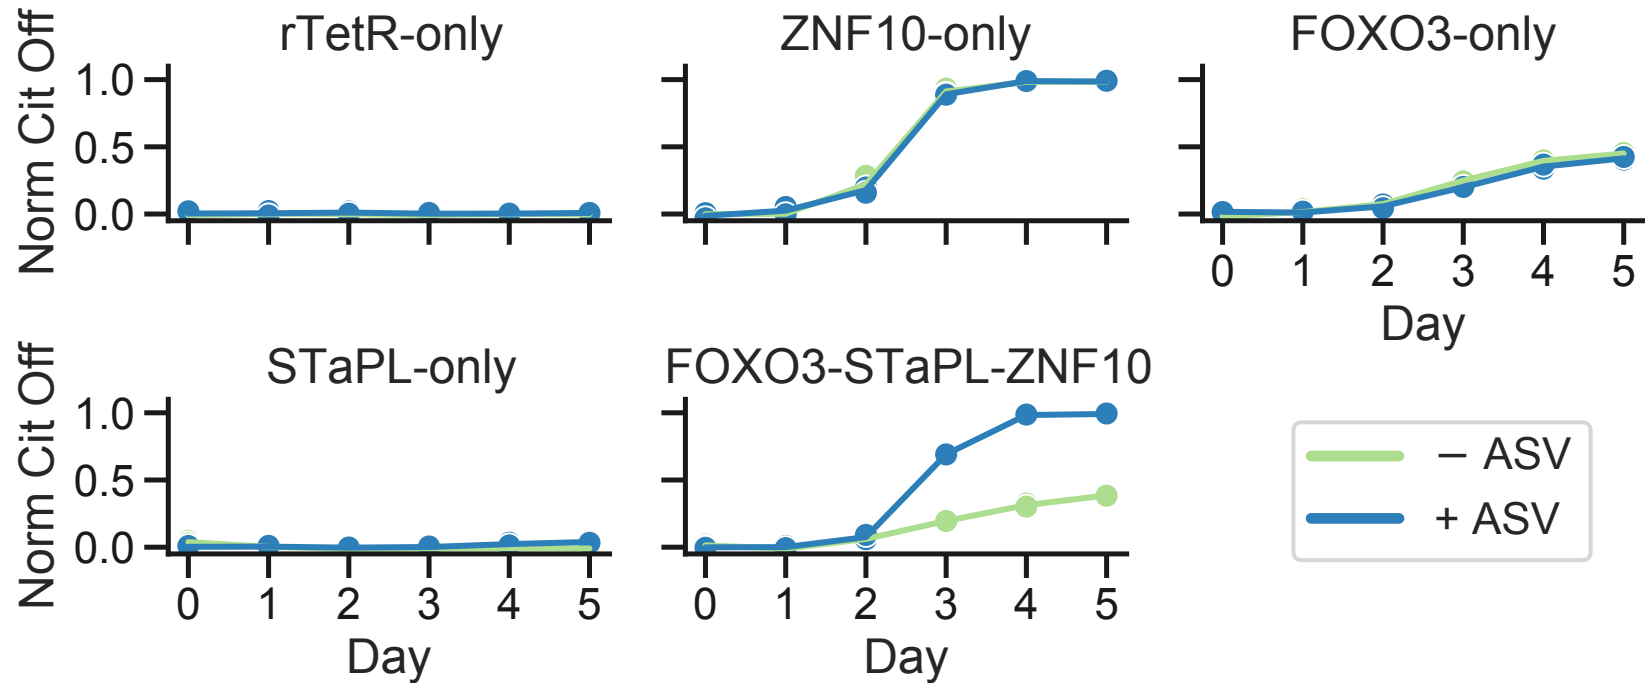 rTetR-only
ZNF10-only
FOXO3-only
Norm Cit Off
1.0
0.5
0.0
0 1 2 3 4 5
Day
STaPL-only
FOXO3-STaPL-ZNF10
Norm Cit Off
1.0
0.5
0.0
0 1 2 3 4 5
Day
0 1 2 3 4 5
Day
− ASV
+ ASV